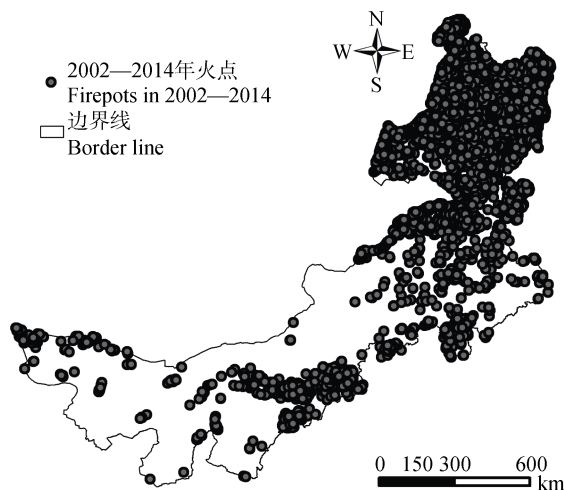 N
W E
S
2002—2014年火点
Firepots in 2002—2014
边界线
Border line
0 150 300 600
km